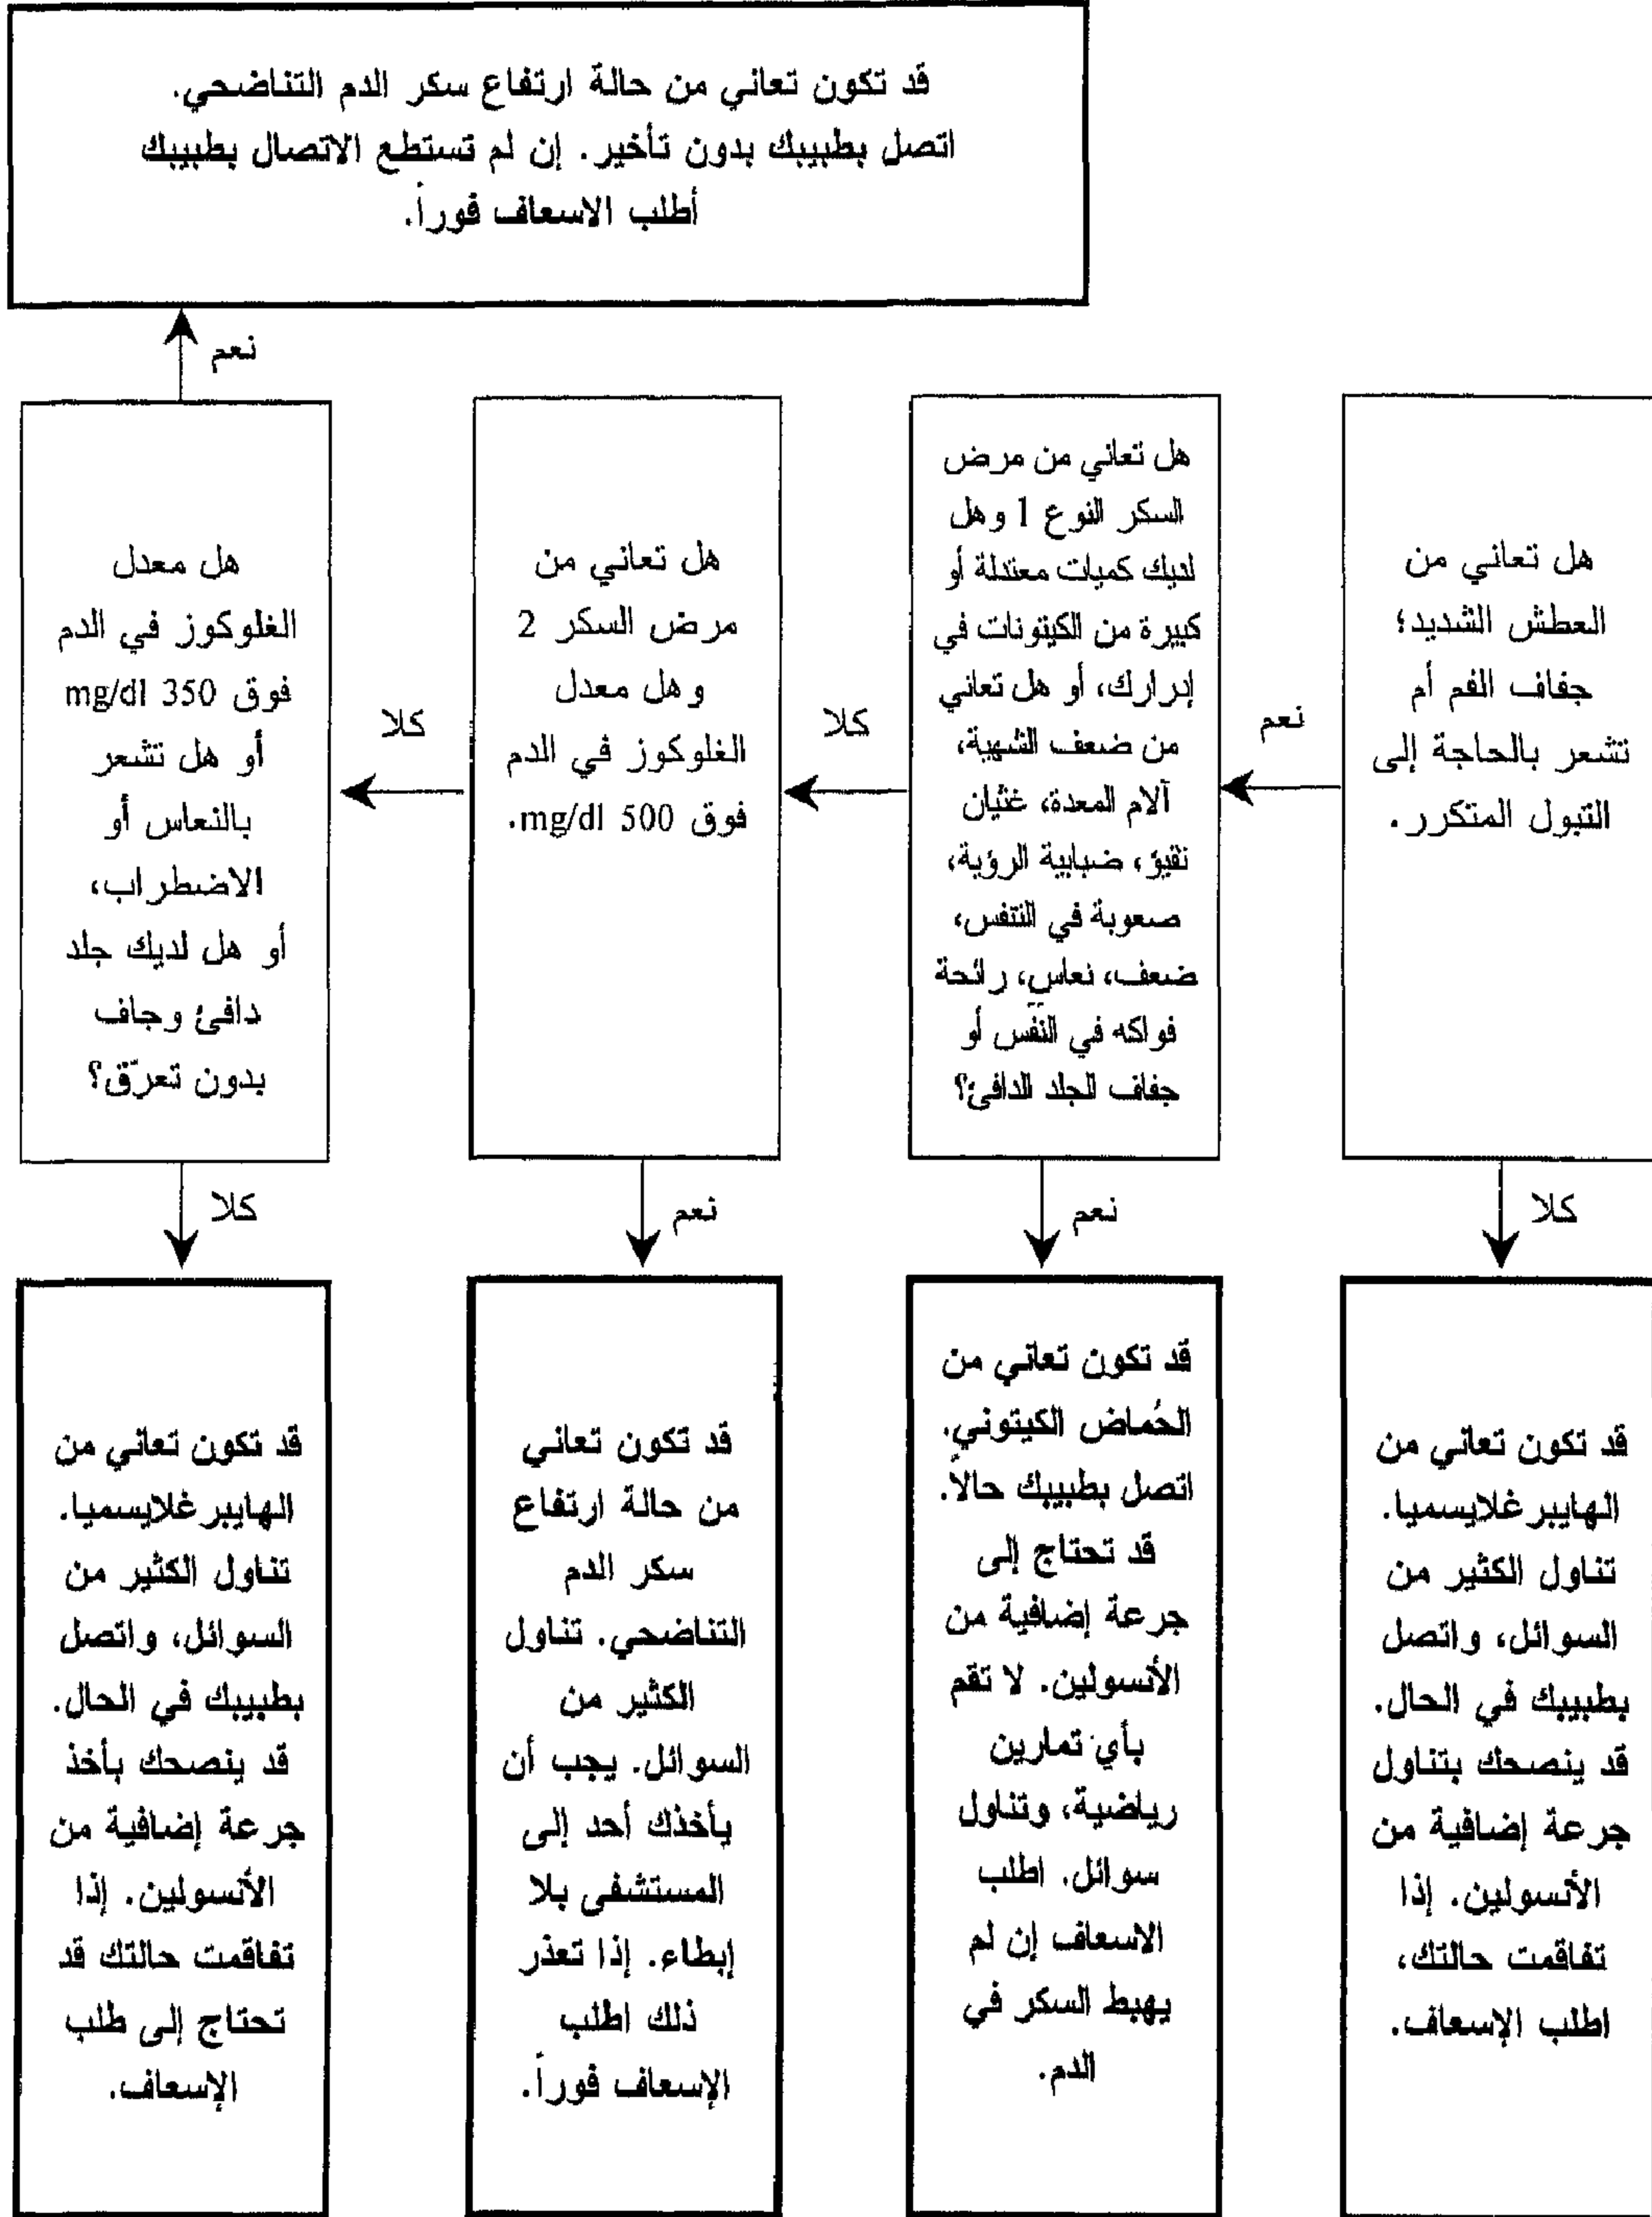 قد تكون تعاني من حالة ارتفاع سكر الدم التناضحي.
اتصل بطبيبك بدون تأخير. إن لم تستطع الاتصال بطبيبك
أطلب الاسعاف فوراً.
نعم
هل تعاني من
العطش الشديد؛
جفاف الفم أم
تشعر بالحاجة إلى
التبول المتكرر.
نعم
هل تعاني من مرض
السكر النوع 1 وهل
لديك كميات معتدلة أو
كبيرة من الكيتونات في
إدرارك، أو هل تعاني
من ضعف الشهية،
آلام المعدة، غثيان
تقيؤ، ضبابية الرؤية،
صعوبة في التنفس،
ضعف، نعاس، رائحة
فواكه في النفس أو
جفاف الجلد الدافئ؟
كلا
هل تعاني من
مرض السكر 2
وهل معدل
الغلوكوز في الدم
فوق 500 mg/dl.
كلا
هل معدل
الغلوكوز في الدم
فوق 350 mg/dl
أو هل تشعر
بالنعاس أو
الاضطراب،
أو هل لديك جلد
دافئ وجاف
بدون تعرّق؟
كلا
نعم
نعم
كلا
قد تكون تعاني من
الهايبرغلايسميا.
تناول الكثير من
السوائل، واتصل
بطبيبك في الحال.
قد ينصحك بتناول
جرعة إضافية من
الأنسولين. إذا
تفاقمت حالتك،
اطلب الإسعاف.
قد تكون تعاني من
الحُماض الكيتوني.
اتصل بطبيبك حالاً.
قد تحتاج إلى
جرعة إضافية من
الأنسولين. لا تقم
بأي تمارين
رياضية، وتناول
سوائل. اطلب
الاسعاف إن لم
يهبط السكر في
الدم.
قد تكون تعاني
من حالة ارتفاع
سكر الدم
التناضحي. تناول
الكثير من
السوائل. يجب أن
يأخذك أحد إلى
المستشفى بلا
إبطاء. إذا تعذر
ذلك اطلب
الإسعاف فوراً.
قد تكون تعاني من
الهايبرغلايسميا.
تناول الكثير من
السوائل، واتصل
بطبيبك في الحال.
قد ينصحك بأخذ
جرعة إضافية من
الأنسولين. إذا
تفاقمت حالتك قد
تحتاج إلى طلب
الإسعاف.